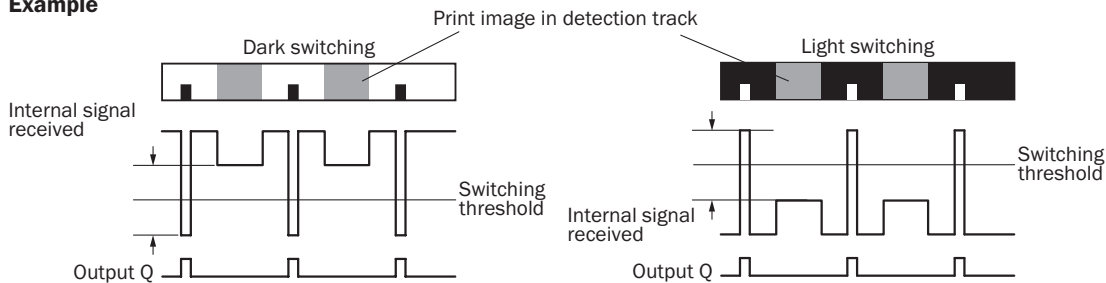 Example
Print image in detection track
Dark switching
Light switching
Internal signal
received
Switching
threshold
Output Q
Switching
threshold
Internal signal
received
Output Q